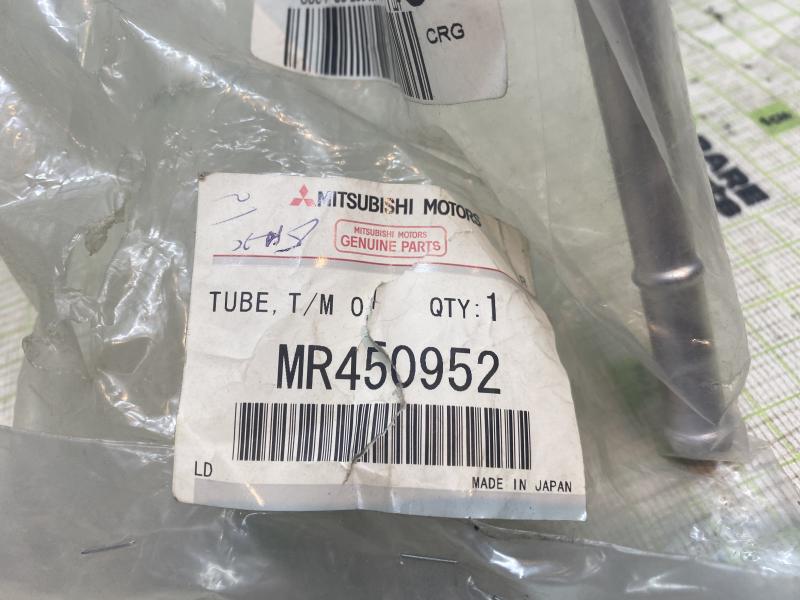 CRG
MITSUBISHI MOTORS
MITSUBISHI MOTORS
GENUINE PARTS
TUBE, T/M O QTY:1
MR450952
LD
MADE IN JAPAN